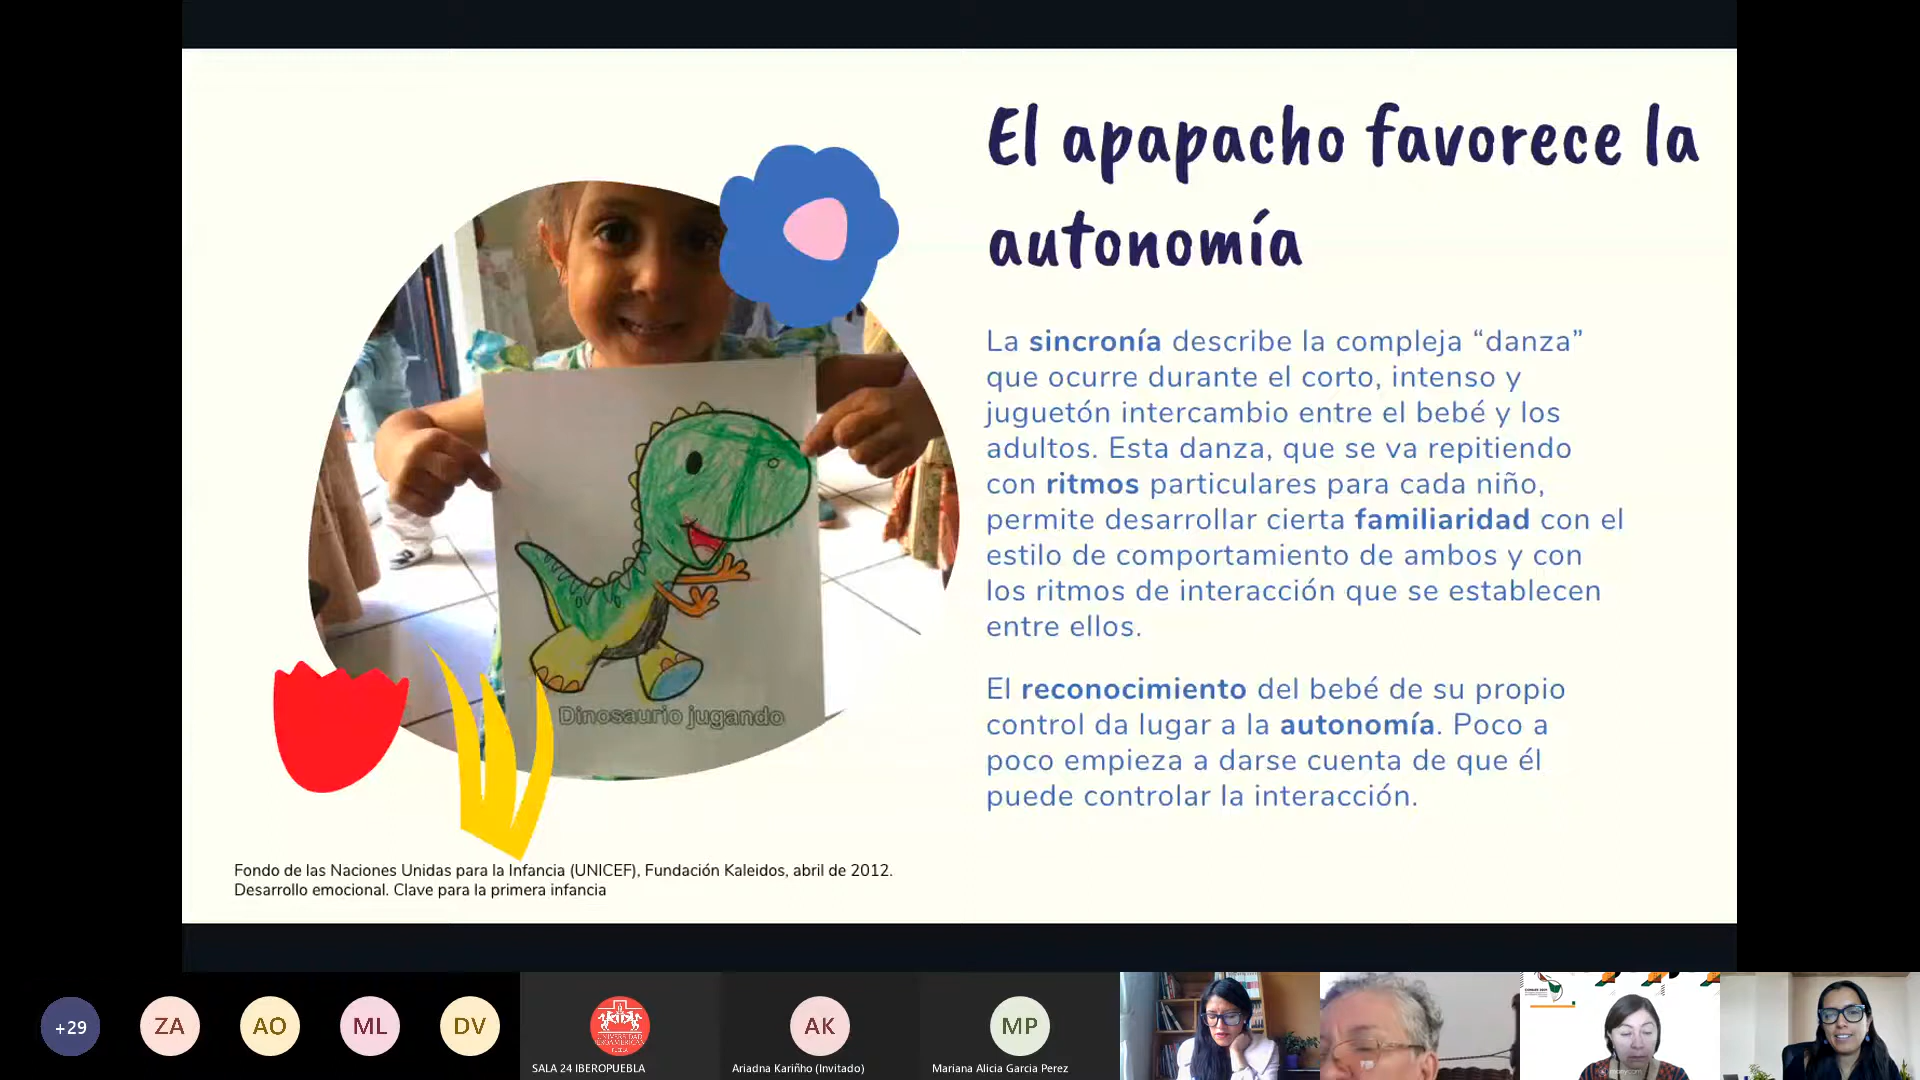 El apapacho favorece la
autonomía
La sincronía describe la compleja “danza”
que ocurre durante el corto, intenso y
juguetón intercambio entre el bebé y los
adultos. Esta danza, que se va repitiendo
con ritmos particulares para cada niño,
permite desarrollar cierta familiaridad con el
estilo de comportamiento de ambos y con
los ritmos de interacción que se establecen
entre ellos.
El reconocimiento del bebé de su propio
control da lugar a la autonomía. Poco a
poco empieza a darse cuenta de que él
puede controlar la interacción.
Dinosaurio jugando
Fondo de las Naciones Unidas para la Infancia (UNICEF), Fundación Kaleidos, abril de 2012.
Desarrollo emocional. Clave para la primera infancia
+29
ZA
AO
ML
DV
SALA 24 IBEROPUEBLA
AK
Ariadna Kariñho (Invitado)
MP
Mariana Alicia Garcia Perez